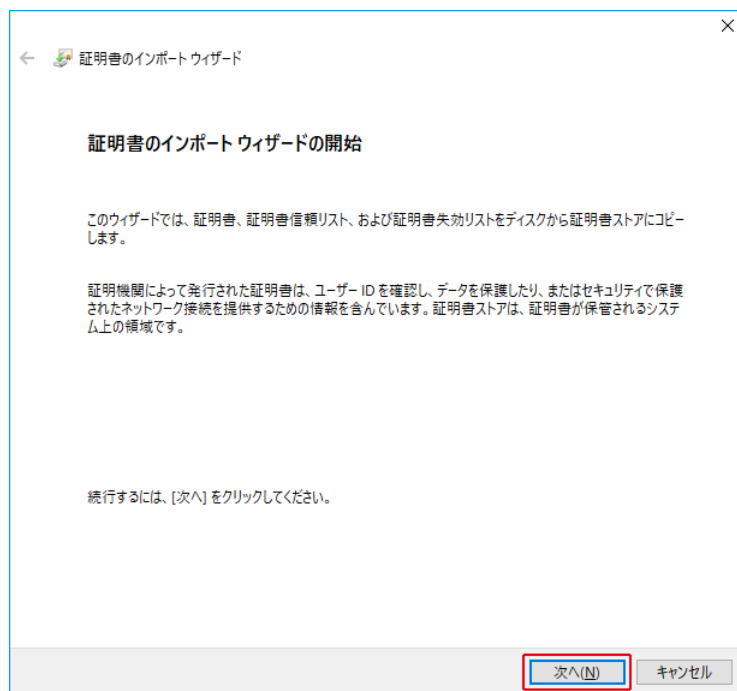 証明書のインポート ウィザード
証明書のインポート ウィザードの開始
このウィザードでは、証明書、証明書信頼リスト、および証明書失効リストをディスクから証明書ストアにコピー
します。
証明機関によって発行された証明書は、ユーザー ID を確認し、データを保護したり、またはセキュリティで保護
されたネットワーク接続を提供するための情報を含んでいます。証明書ストアは、証明書が保管されるシステ
ム上の領域です。
続行するには、[次へ] をクリックしてください。
次へ(N) キャンセル